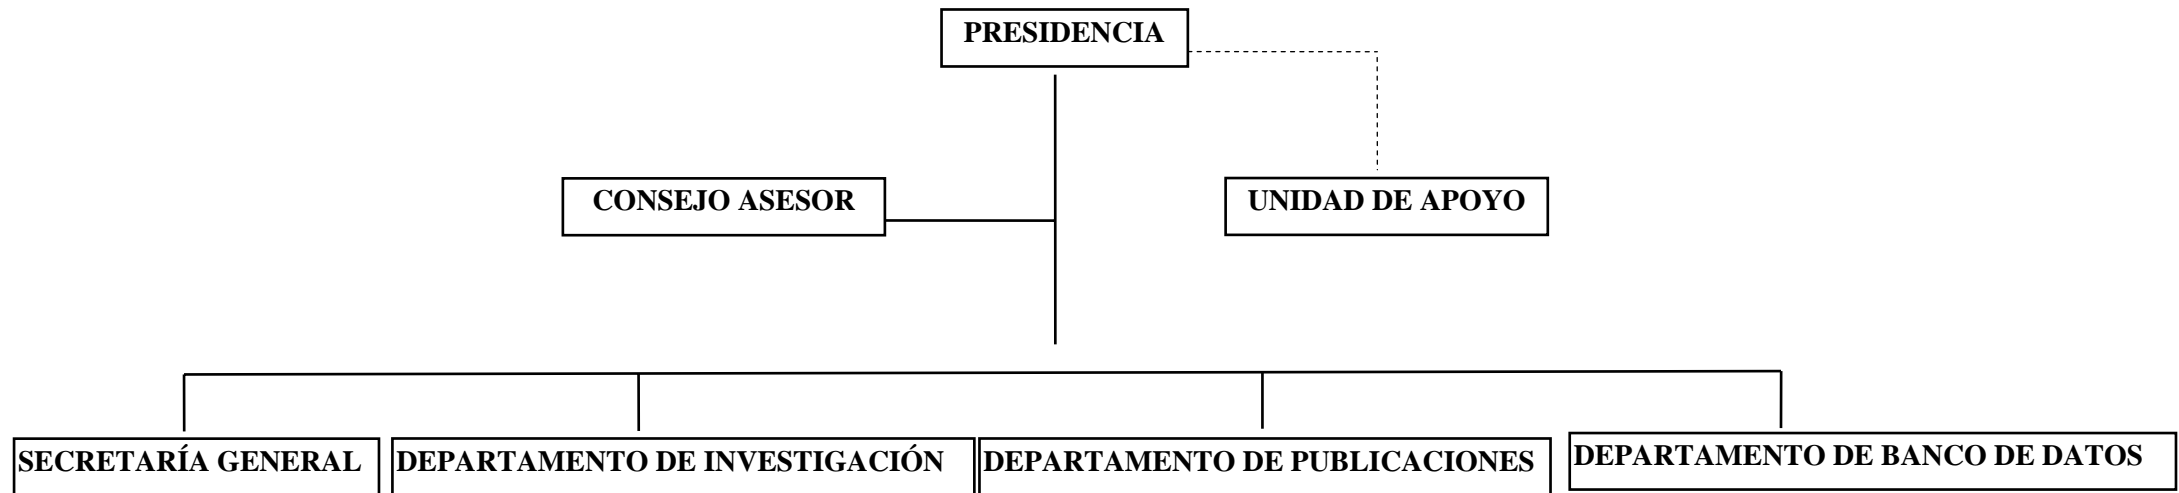 PRESIDENCIA
CONSEJO ASESOR
UNIDAD DE APOYO
SECRETARÍA GENERAL
DEPARTAMENTO DE INVESTIGACIÓN
DEPARTAMENTO DE PUBLICACIONES
DEPARTAMENTO DE BANCO DE DATOS